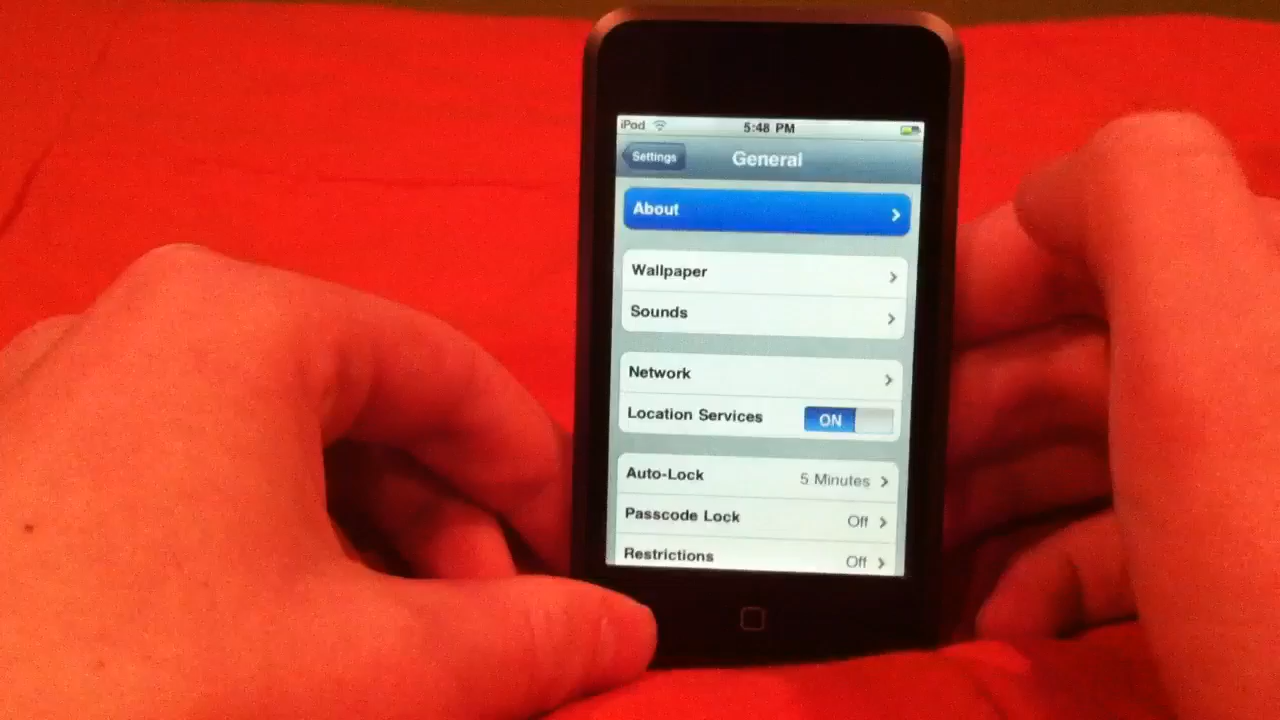 iPod 5:48 PM
Settings General
About
Wallpaper
Sounds
Network
Location Services ON
Auto-Lock 5 Minutes
Passcode Lock Off
Restrictions Off